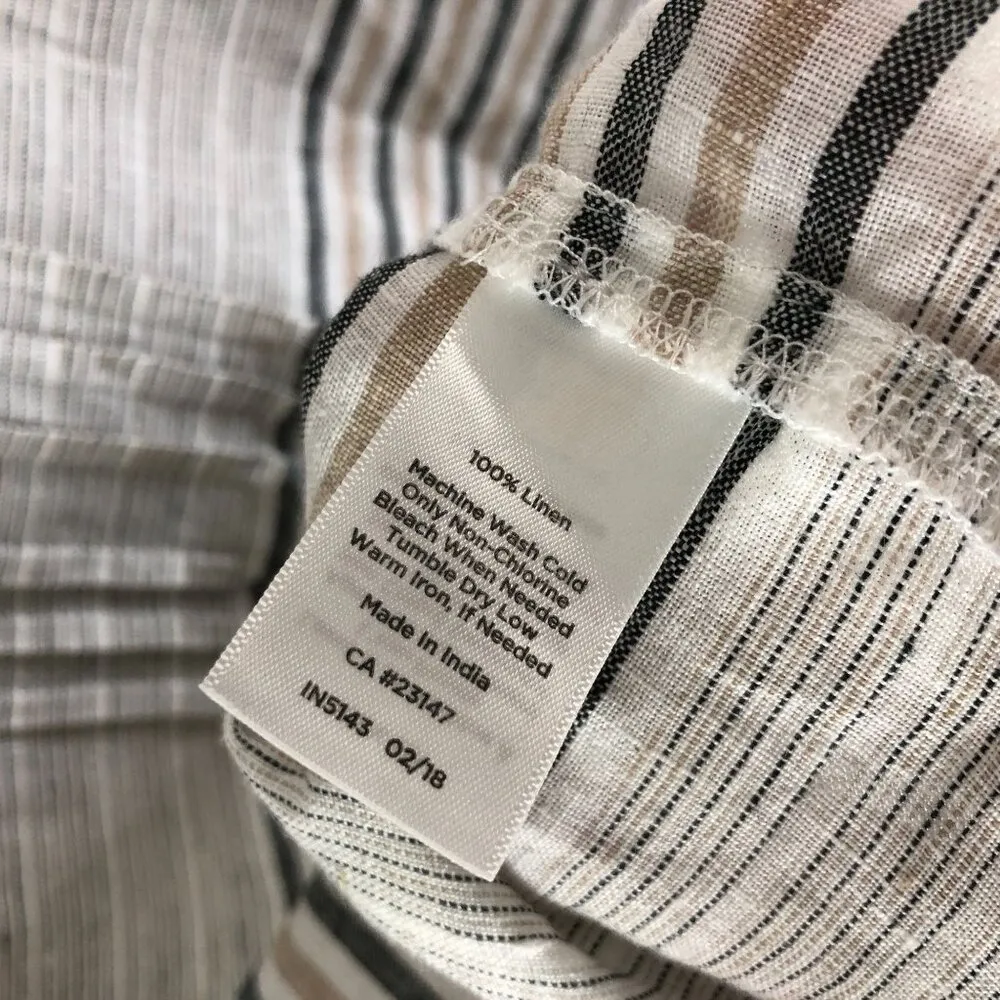 100% Linen
Machine Wash Cold
Only Non-Chlorine
Bleach When Needed
Tumble Dry Low
Warm Iron, If Needed
Made In India
CA #23147
IN5143 02/18